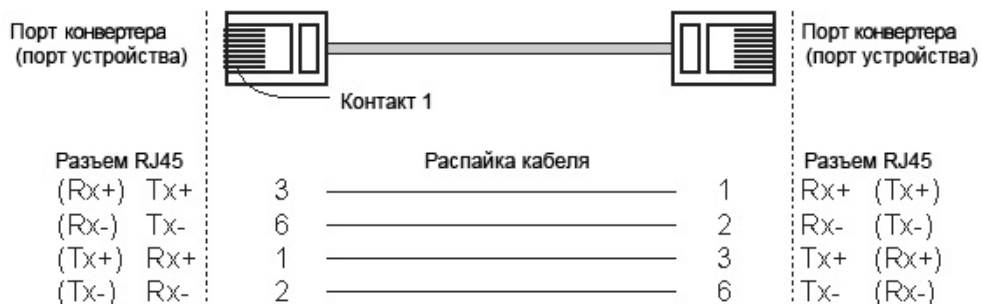 Порт конвертера
(порт устройства)
Порт конвертера
(порт устройства)
Контакт 1
Разъем RJ45 Распайка кабеля Разъем RJ45
(Rx+) Tx+ 3 1 Rx+ (Tx+)
(Rx-) Tx- 6 2 Rx- (Tx-)
(Tx+) Rx+ 1 3 Tx+ (Rx+)
(Tx-) Rx- 2 6 Tx- (Rx-)